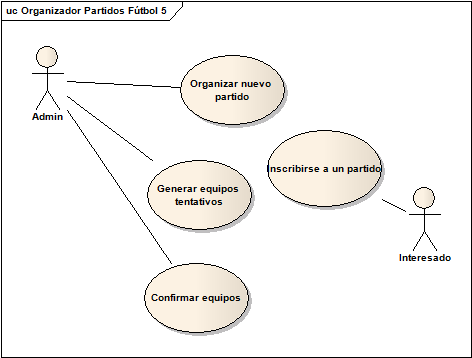 uc Organizador Partidos Fútbol 5
Organizar nuevo
partido
Admin
Inscribirse a un partido
Generar equipos
tentativos
Interesado
Confirmar equipos